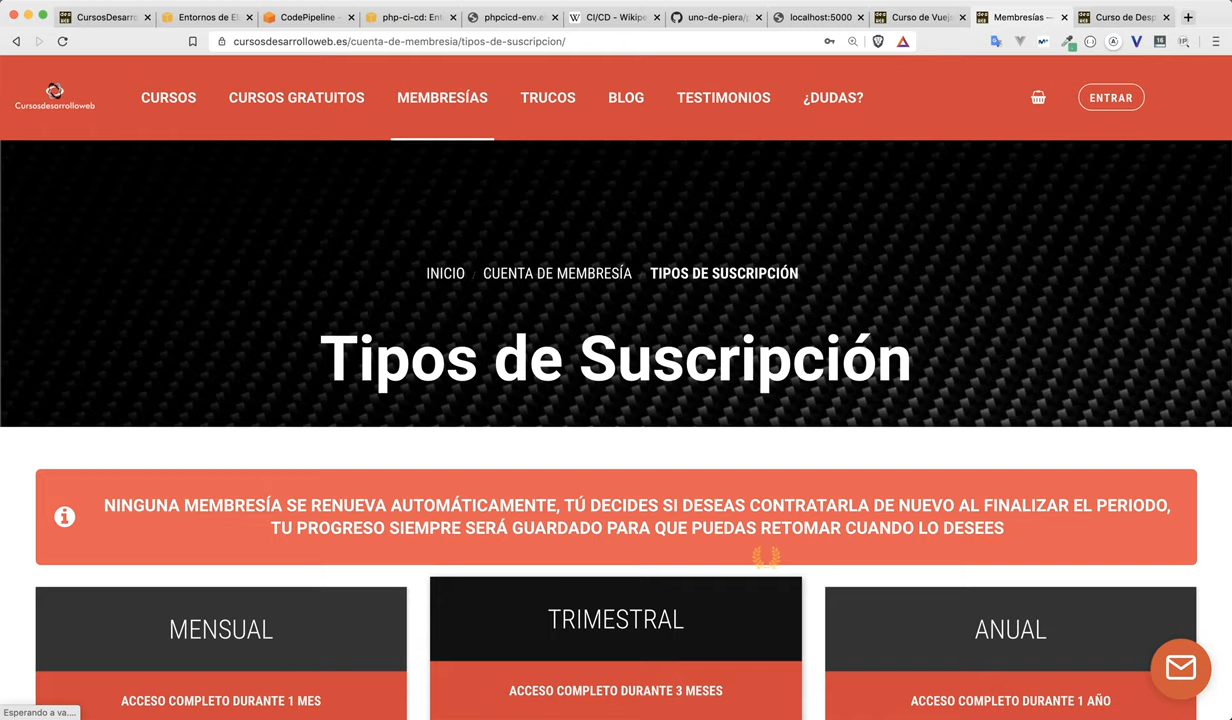 CursosDesarr
Entornos de El
CodePipeline -
php-ci-cd: Ent
phpcicd-env.e
CI/CD - Wikipe
uno-de-piera/p
localhost:5000
Curso de Vuej
Membresías —
Curso de Desp
cursosdesarrolloweb.es/cuenta-de-membresia/tipos-de-suscripcion/
Cursosdesarrolloweb
CURSOS
CURSOS GRATUITOS
MEMBRESÍAS
TRUCOS
BLOG
TESTIMONIOS
¿DUDAS?
ENTRAR
INICIO / CUENTA DE MEMBRESÍA TIPOS DE SUSCRIPCIÓN
Tipos de Suscripción
NINGUNA MEMBRESÍA SE RENUEVA AUTOMÁTICAMENTE, TÚ DECIDES SI DESEAS CONTRATARLA DE NUEVO AL FINALIZAR EL PERIODO,
TU PROGRESO SIEMPRE SERÁ GUARDADO PARA QUE PUEDAS RETOMAR CUANDO LO DESEES
MENSUAL
ACCESO COMPLETO DURANTE 1 MES
TRIMESTRAL
ACCESO COMPLETO DURANTE 3 MESES
ANUAL
ACCESO COMPLETO DURANTE 1 AÑO
Esperando a va....